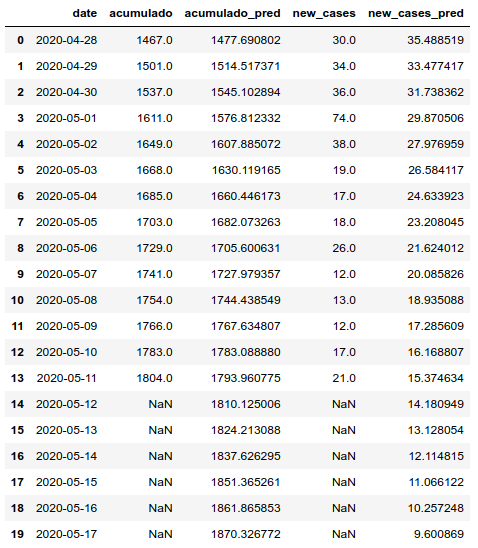 date acumulado acumulado_pred new_cases new_cases_pred
0 2020-04-28 1467.0 1477.690802 30.0 35.488519
1 2020-04-29 1501.0 1514.517371 34.0 33.477417
2 2020-04-30 1537.0 1545.102894 36.0 31.738362
3 2020-05-01 1611.0 1576.812332 74.0 29.870506
4 2020-05-02 1649.0 1607.885072 38.0 27.976959
5 2020-05-03 1668.0 1630.119165 19.0 26.584117
6 2020-05-04 1685.0 1660.446173 17.0 24.633923
7 2020-05-05 1703.0 1682.073263 18.0 23.208045
8 2020-05-06 1729.0 1705.600631 26.0 21.624012
9 2020-05-07 1741.0 1727.979357 12.0 20.085826
10 2020-05-08 1754.0 1744.438549 13.0 18.935088
11 2020-05-09 1766.0 1767.634807 12.0 17.285609
12 2020-05-10 1783.0 1783.088880 17.0 16.168807
13 2020-05-11 1804.0 1793.960775 21.0 15.374634
14 2020-05-12 NaN 1810.125006 NaN 14.180949
15 2020-05-13 NaN 1824.213088 NaN 13.128054
16 2020-05-14 NaN 1837.626295 NaN 12.114815
17 2020-05-15 NaN 1851.365261 NaN 11.066122
18 2020-05-16 NaN 1861.865853 NaN 10.257248
19 2020-05-17 NaN 1870.326772 NaN 9.600869